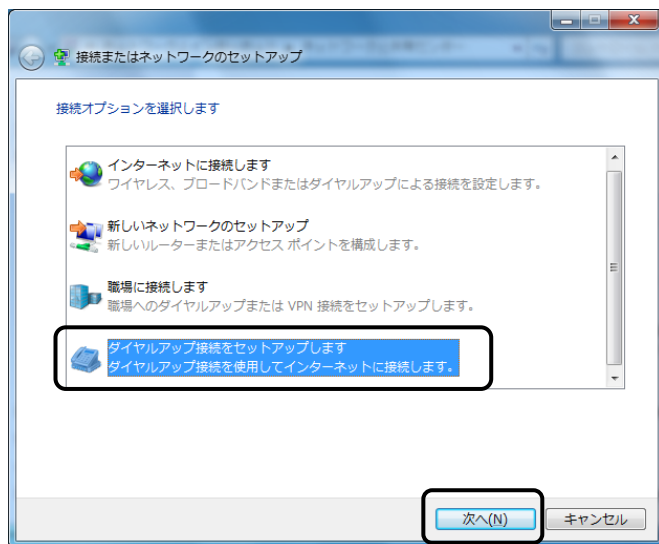 接続またはネットワークのセットアップ
接続オプションを選択します
インターネットに接続します
ワイヤレス、ブロードバンドまたはダイヤルアップによる接続を設定します。
新しいネットワークのセットアップ
新しいルーターまたはアクセス ポイントを構成します。
職場に接続します
職場へのダイヤルアップまたは VPN 接続をセットアップします。
ダイヤルアップ接続をセットアップします
ダイヤルアップ接続を使用してインターネットに接続します。
次へ(N)
キャンセル